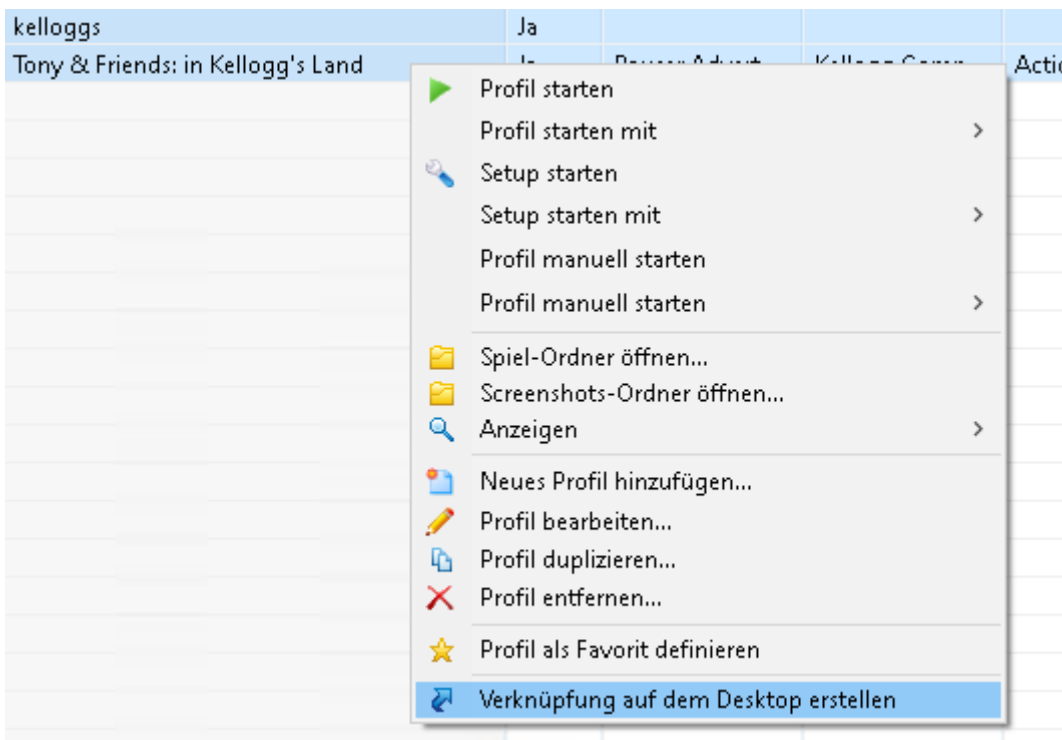 kelloggs Ja
Tony & Friends: in Kellogg's Land
Profil starten
Profil starten mit
Setup starten
Setup starten mit
Profil manuell starten
Profil manuell starten
Spiel-Ordner öffnen...
Screenshots-Ordner öffnen...
Anzeigen
Neues Profil hinzufügen...
Profil bearbeiten...
Profil duplizieren...
Profil entfernen...
Profil als Favorit definieren
Verknüpfung auf dem Desktop erstellen